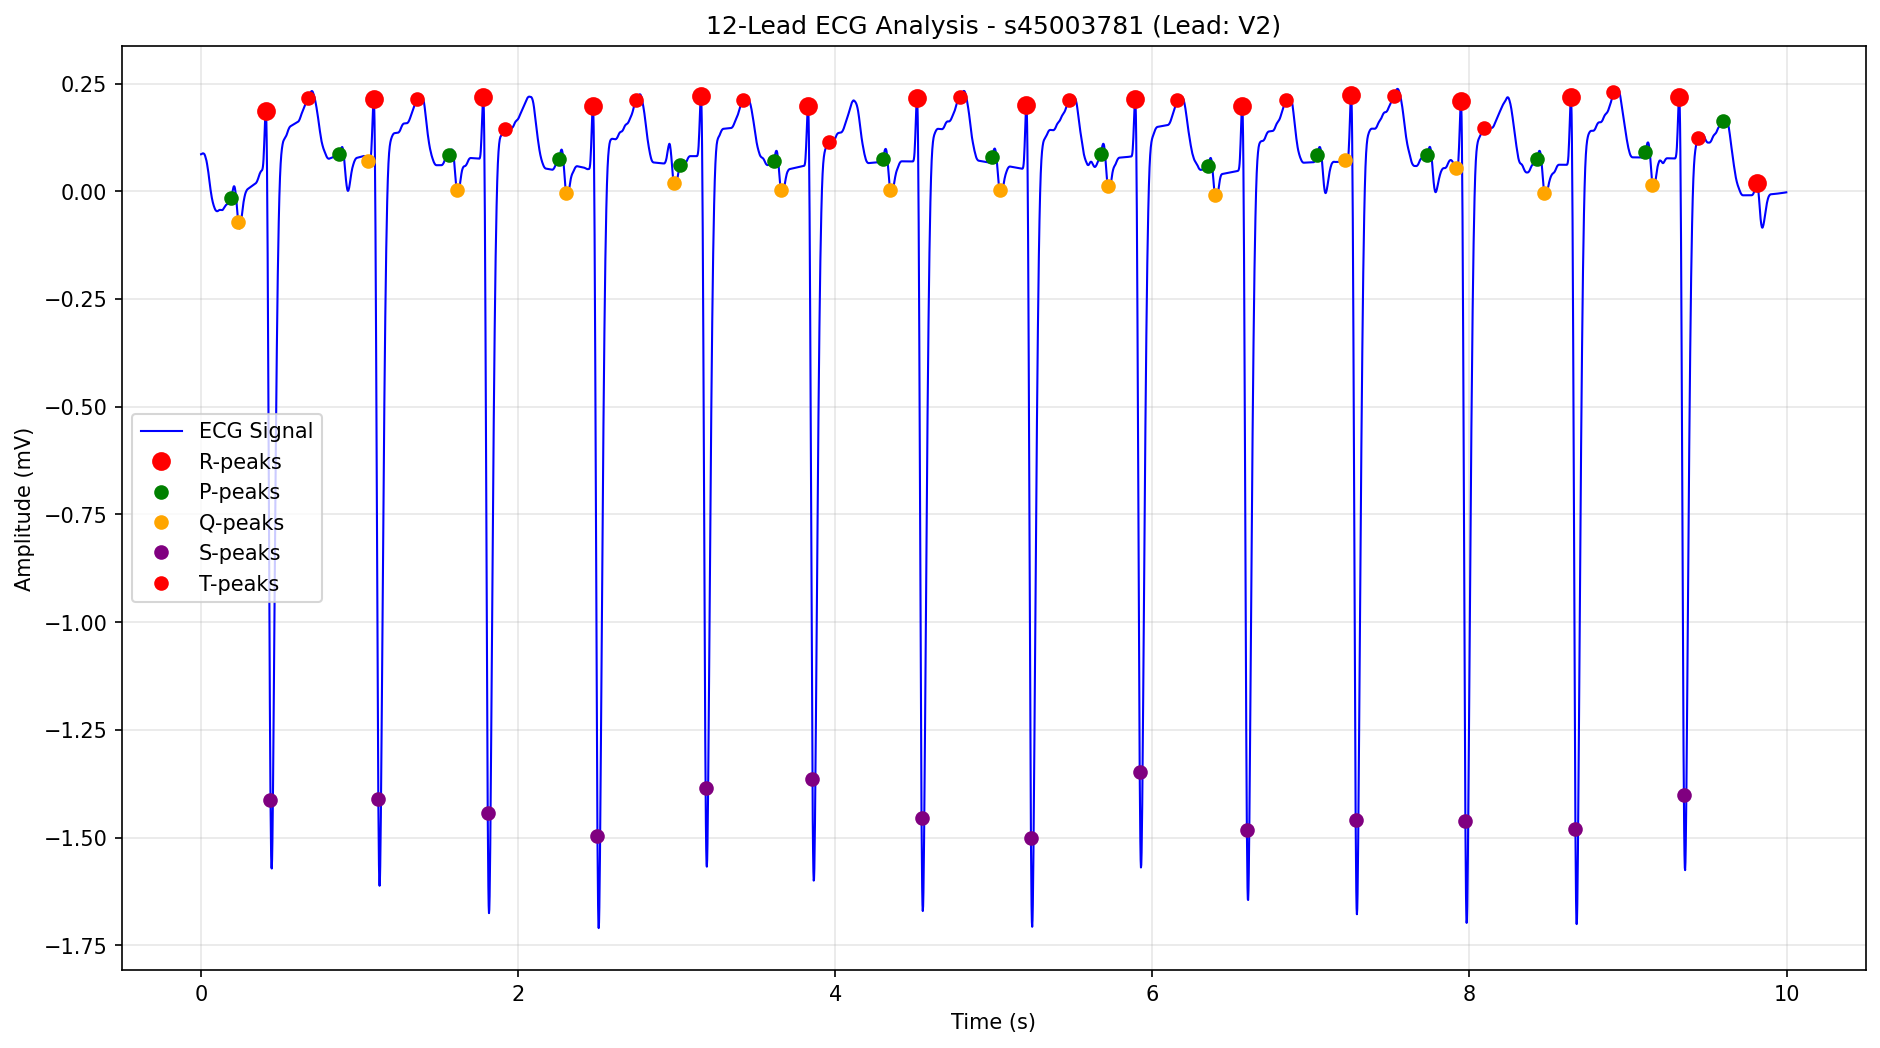 12-Lead ECG Analysis - s45003781 (Lead: V2)
Amplitude (mV)
0.25
0.00
−0.25
−0.50
−0.75
−1.00
−1.25
−1.50
−1.75
ECG Signal
R-peaks
P-peaks
Q-peaks
S-peaks
T-peaks
0 2 4 6 8 10
Time (s)